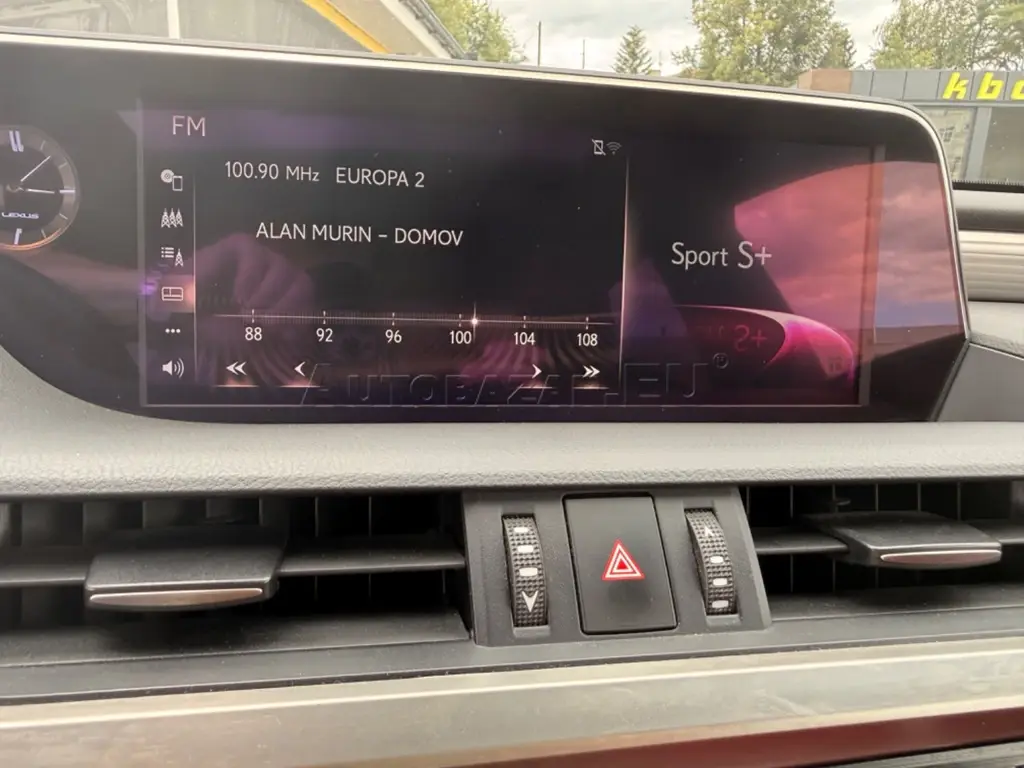 FM
100.90 MHz EUROPA 2
ALAN MURIN - DOMOV
Sport S+
88 92 96 100 104 108
AUTOBAZAR.EU
LEXUS